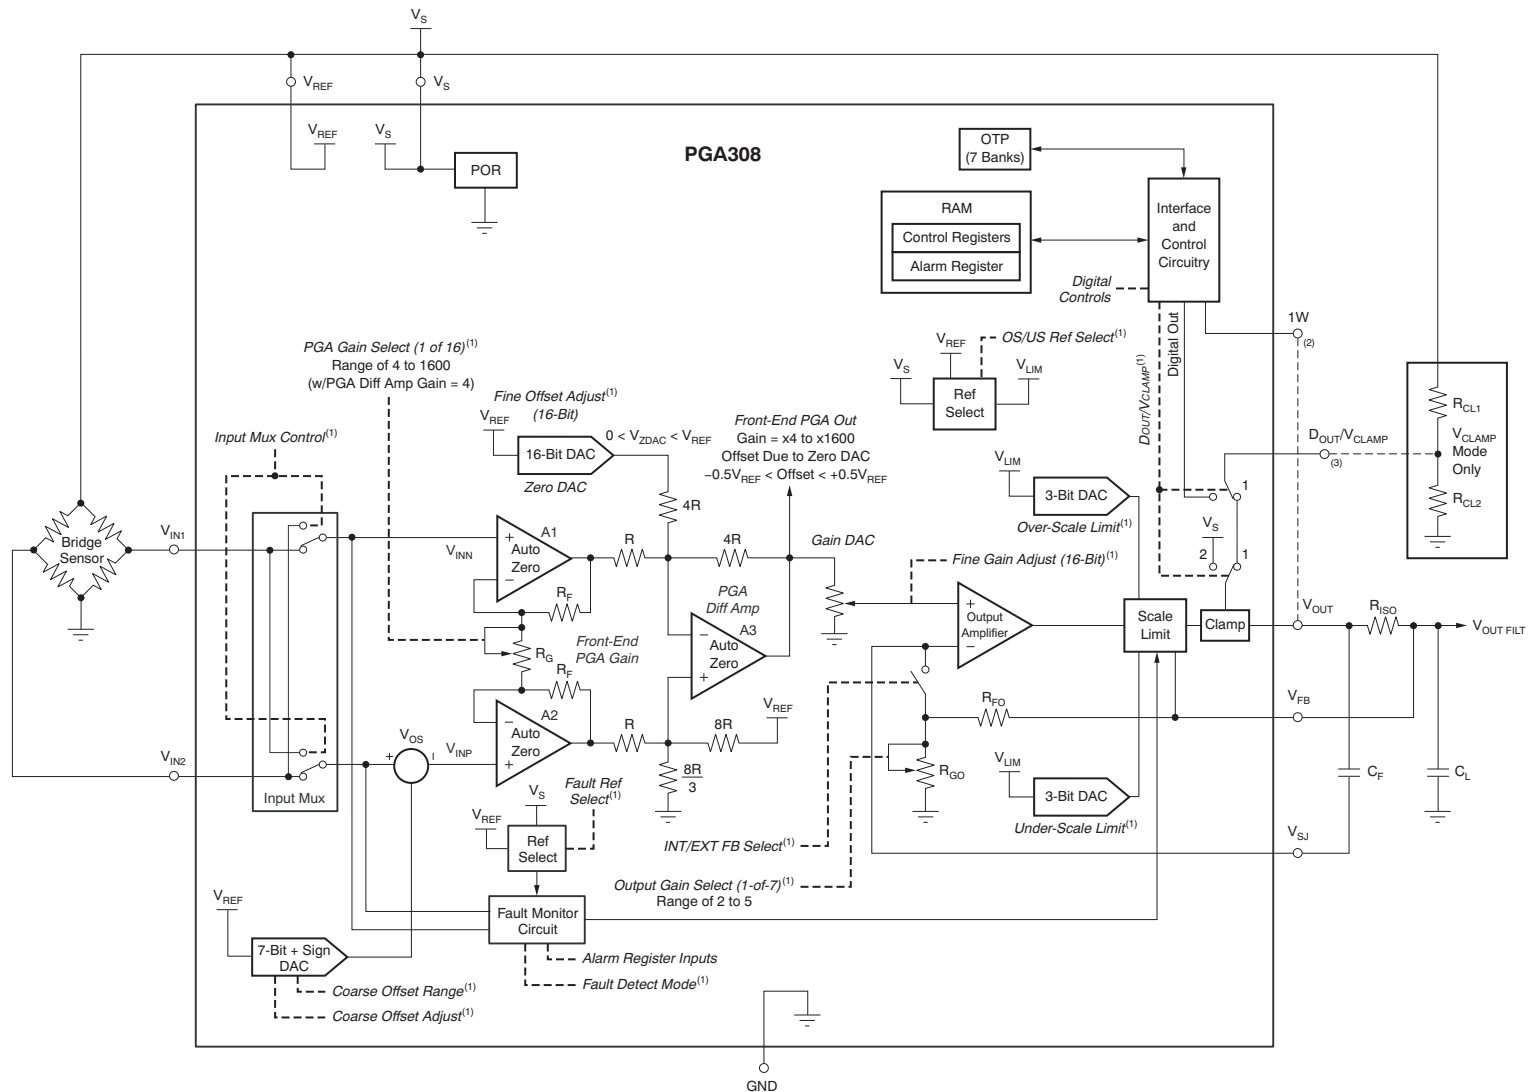 VS
VREF
VS
VREF
VS
POR
PGA308
OTP
(7 Banks)
RAM
Control Registers
Alarm Register
Interface
and
Control
Circuitry
Digital
Controls
DOUT/VCLAMP(1)
Digital Out
1W
(2)
PGA Gain Select (1 of 16)(1)
Range of 4 to 1600
(w/PGA Diff Amp Gain = 4)
OS/US Ref Select(1)
VREF
VS
VLIM
Ref
Select
RCL1
VCLAMP
Mode
Only
RCL2
DOUT/VCLAMP
(3)
Fine Offset Adjust(1)
(16-Bit)
VREF
0 < VZDAC < VREF
16-Bit DAC
Zero DAC
Front-End PGA Out
Gain = x4 to x1600
Offset Due to Zero DAC
−0.5VREF < Offset < +0.5VREF
Input Mux Control(1)
VLIM
3-Bit DAC
Over-Scale Limit(1)
1
VS
2
1
4R
Bridge
Sensor
VIN1
VINN
+
A1
Auto
Zero
−
R
4R
Gain DAC
Fine Gain Adjust (16-Bit)(1)
RF
PGA
Diff Amp
Front-End
PGA Gain
RG
RF
−
A3
Auto
Zero
+
+
Output
Amplifier
−
Scale
Limit
Clamp
VOUT
RISO
VOUT FILT
VIN2
Input Mux
VOS
+
−
VINP
−
A2
Auto
Zero
+
R
8R
VREF
8R
3
RFO
VFB
RGO
VLIM
3-Bit DAC
Under-Scale Limit(1)
CF
CL
VSJ
VS
VREF
Fault Ref
Select(1)
Ref
Select
INT/EXT FB Select(1)
Output Gain Select (1-of-7)(1)
Range of 2 to 5
VREF
7-Bit + Sign
DAC
Fault Monitor
Circuit
Alarm Register Inputs
Fault Detect Mode(1)
Coarse Offset Range(1)
Coarse Offset Adjust(1)
GND